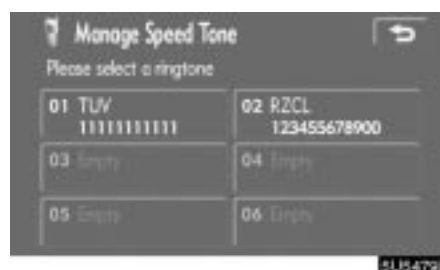 Manage Speed Tone
Please select a ringtone
01 TUV
11111111111
02 RZCL
123455678900
03 Empty
04 Empty
05 Empty
06 Empty